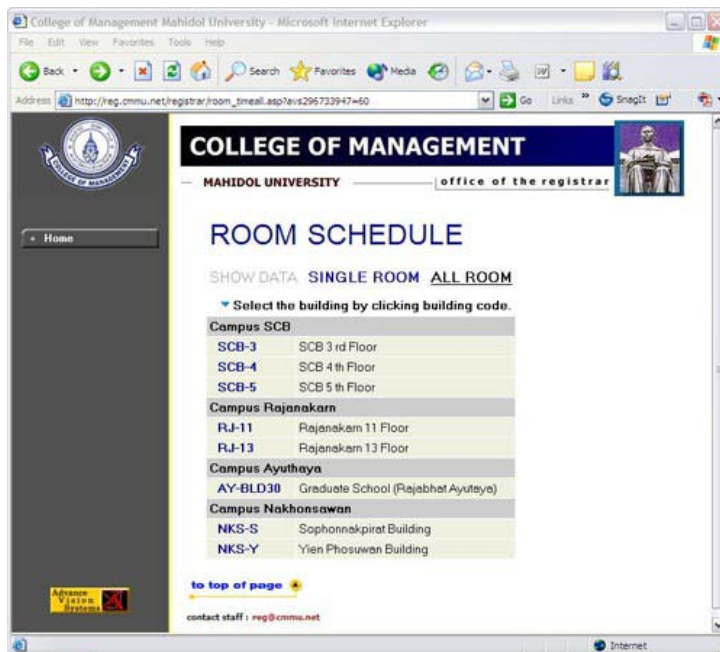 College of Management Mahidol University - Microsoft Internet Explorer
File Edit View Favorites Tools Help
Back Search Favorites Media
Address http://reg.cmmu.net/registrar/room_timeall.asp?avs296733947=60 Go Links » SnagIt
COLLEGE OF MANAGEMENT
MAHIDOL UNIVERSITY office of the registrar
COLLEGE OF MANAGEMENT
Home
ROOM SCHEDULE
SHOW DATA SINGLE ROOM ALL ROOM
Select the building by clicking building code.
Campus SCB
SCB-3 SCB 3 rd Floor
SCB-4 SCB 4 th Floor
SCB-5 SCB 5 th Floor
Campus Rajanakarn
RJ-11 Rajanakarn 11 Floor
RJ-13 Rajanakarn 13 Floor
Campus Ayuthaya
AY-BLD30 Graduate School (Rajabhat Ayutaya)
Campus Nakhonsawan
NKS-S Sophonnakpirat Building
NKS-Y Yien Phosuwan Building
to top of page
Advance
Vision
Systems
contact staff : reg@cmmu.net
Internet